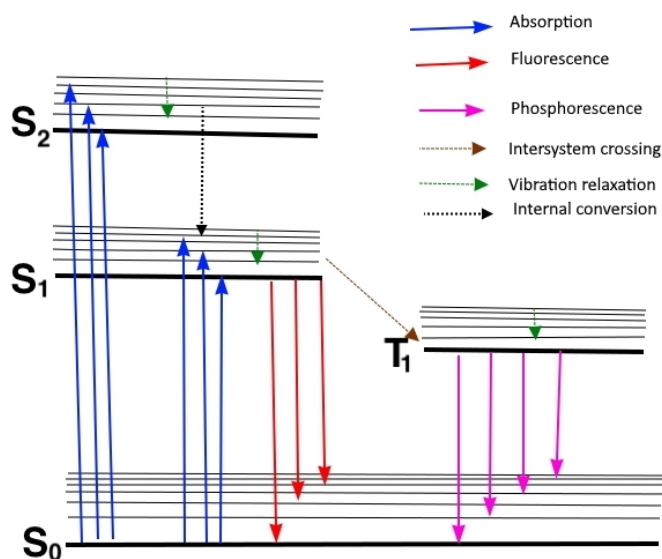 Absorption
Fluorescence
Phosphorescence
Intersystem crossing
Vibration relaxation
Internal conversion
S2
S1
T1
S0